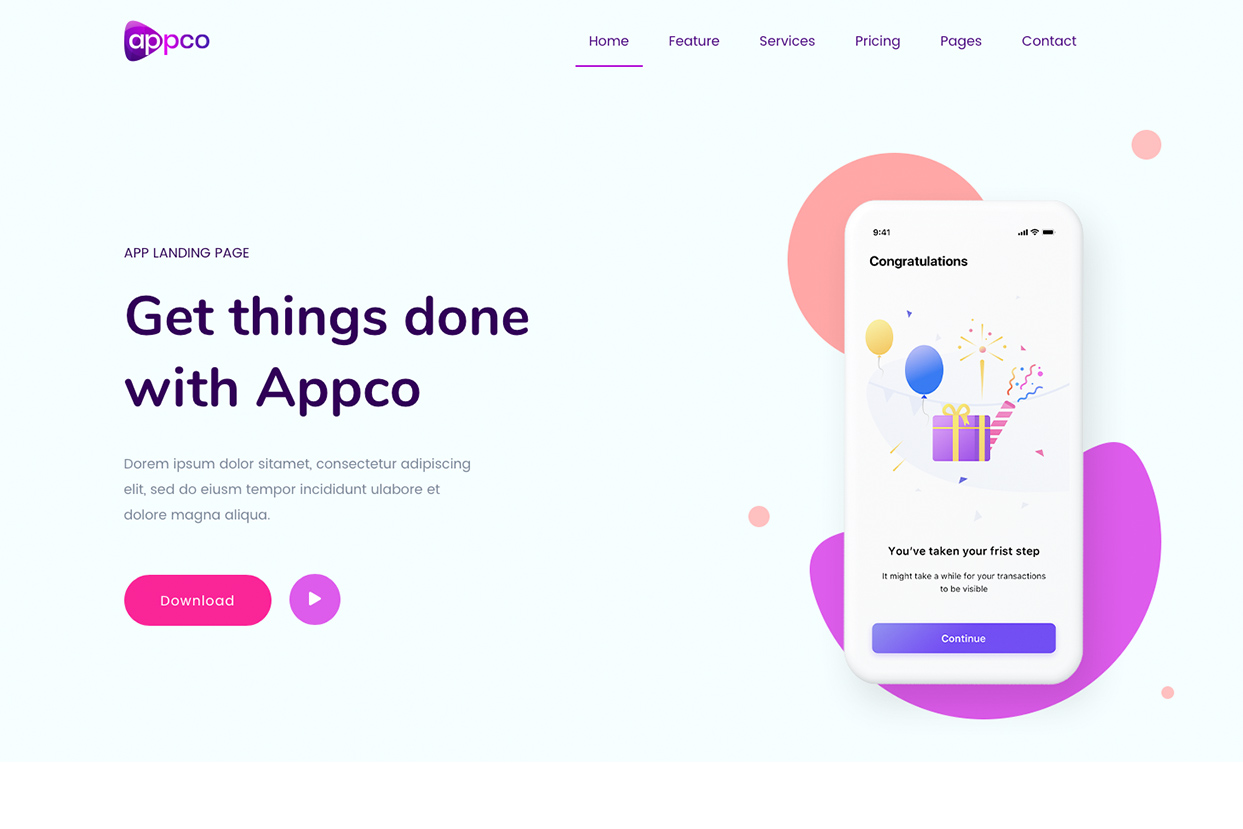 appco
Home Feature Services Pricing Pages Contact
APP LANDING PAGE
Get things done
with Appco
Dorem ipsum dolor sitamet, consectetur adipiscing
elit, sed do eiusm tempor incididunt ulabore et
dolore magna aliqua.
Download
9:41
Congratulations
You’ve taken your frist step
It might take a while for your transactions
to be visible
Continue